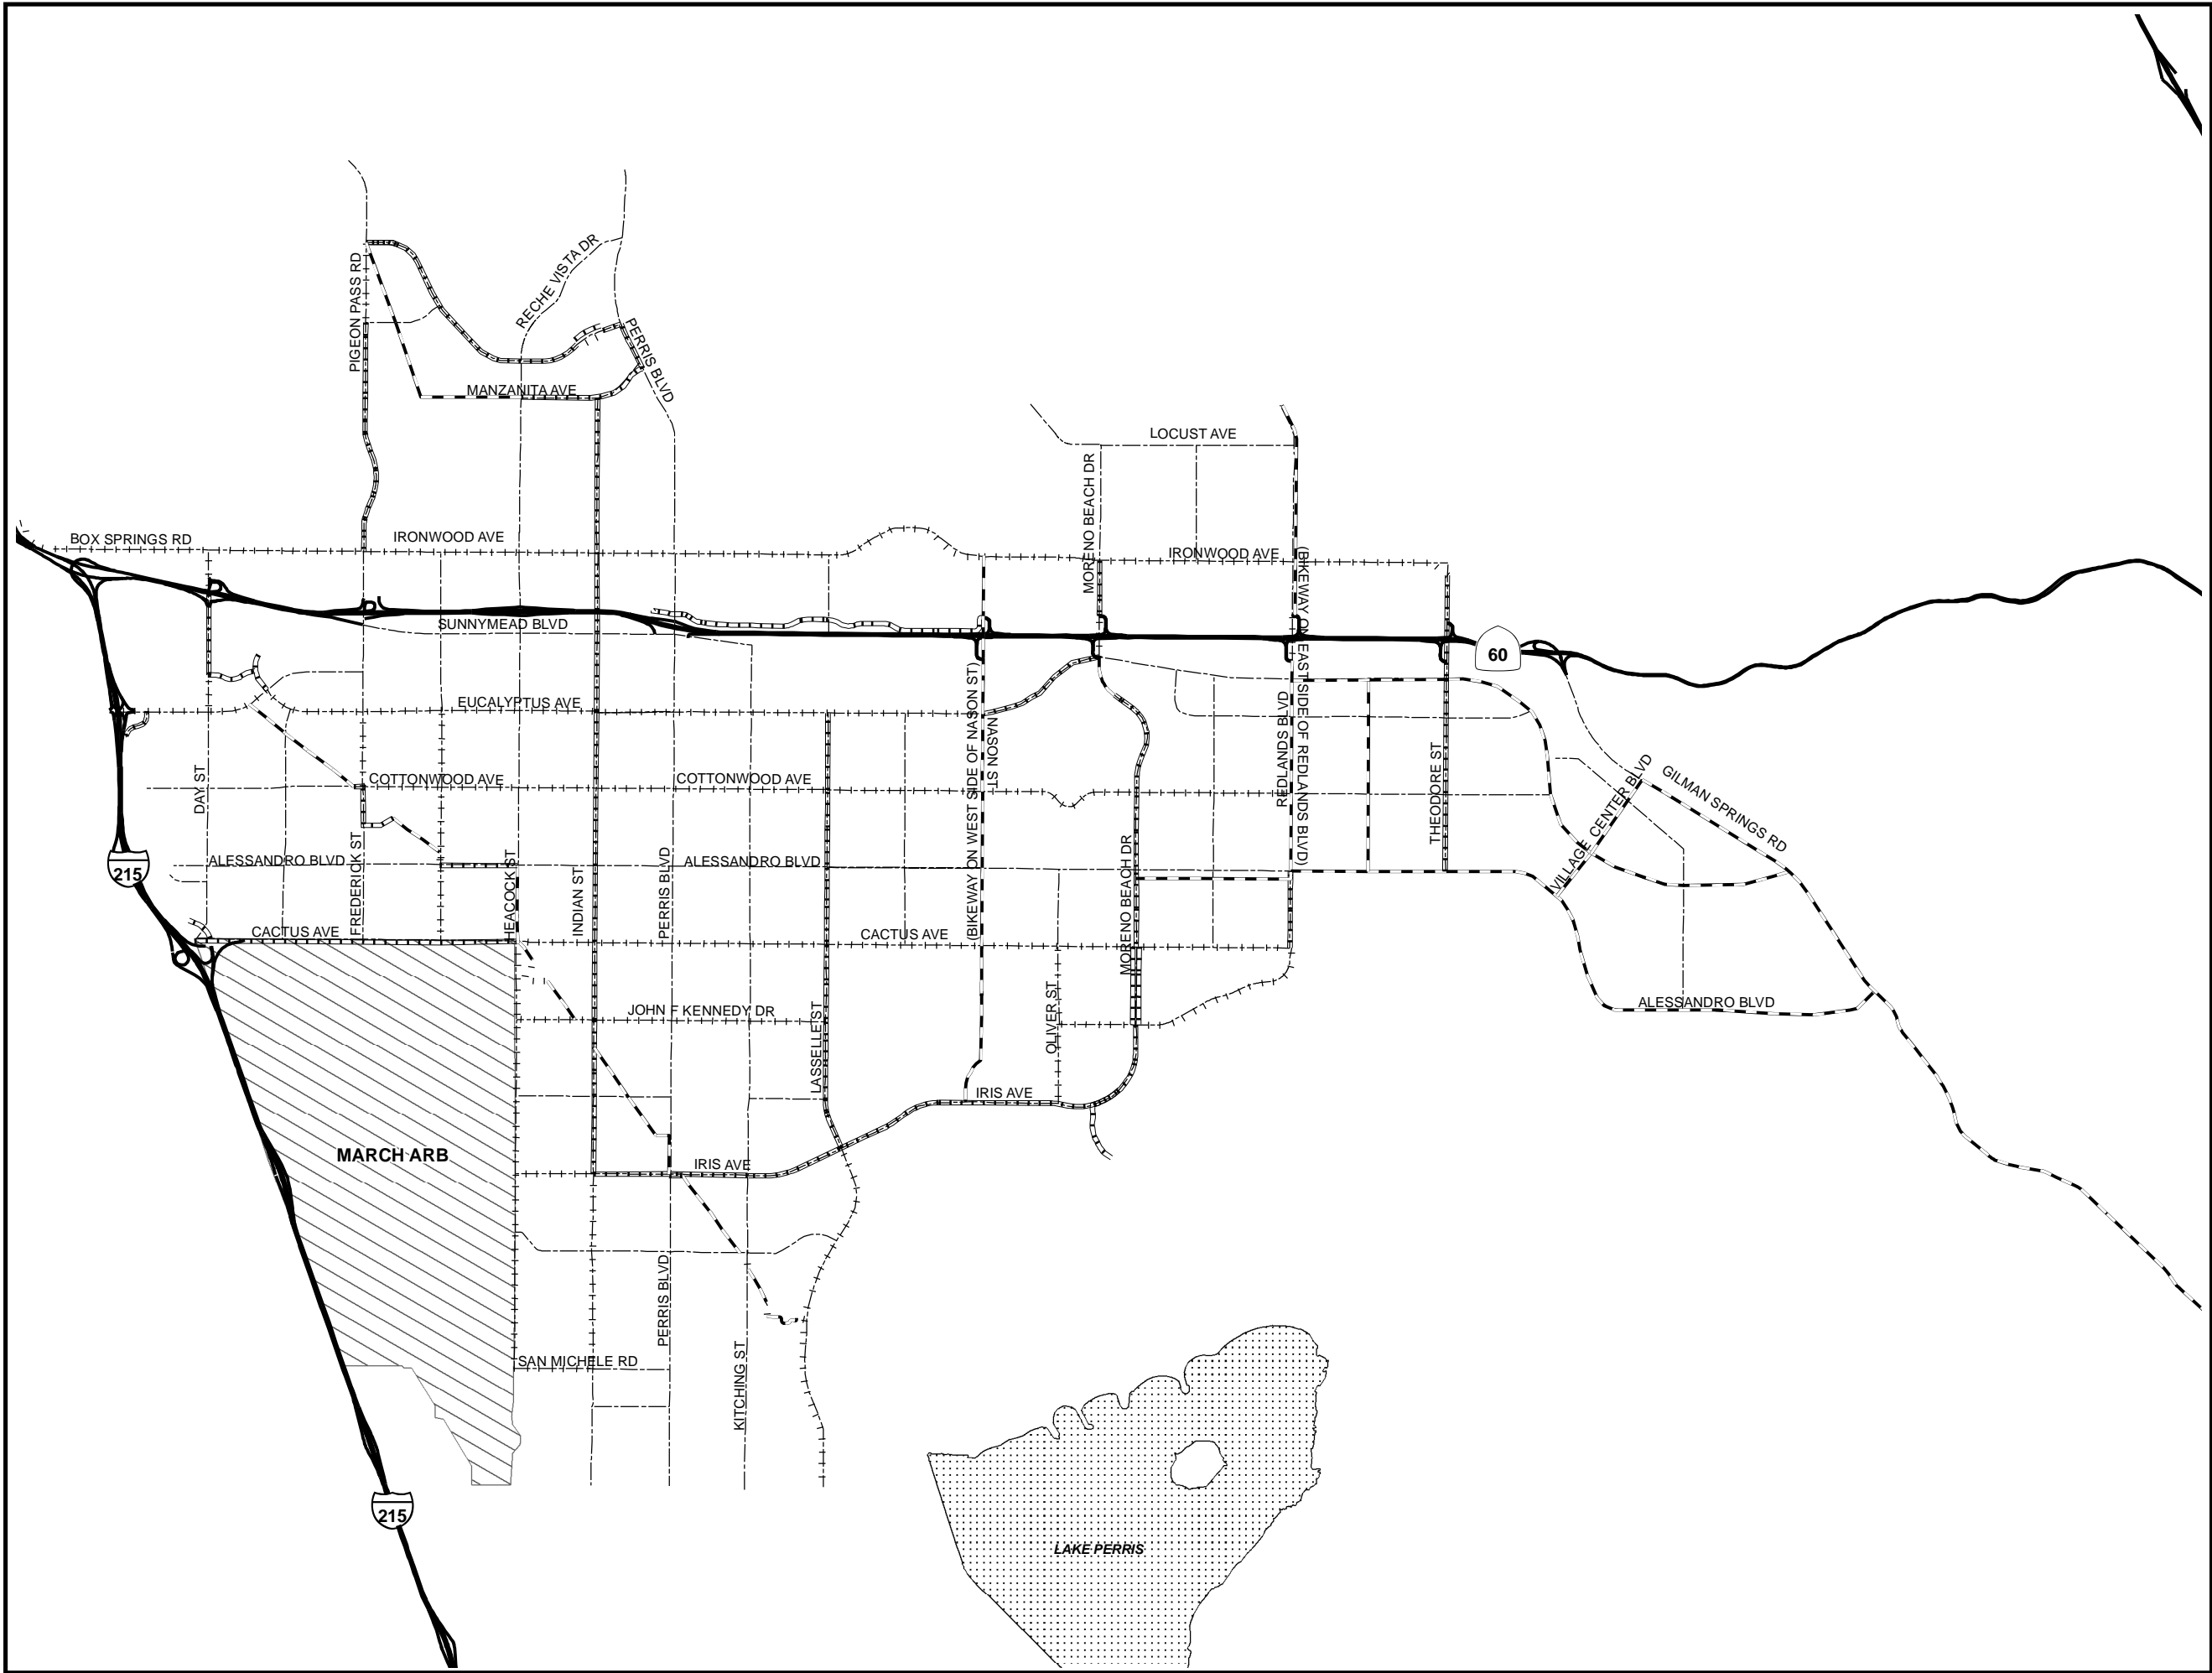 RECHE VISTA DR
PIGEON PASS RD
PERRIS BLVD
MANZANITA AVE
LOCUST AVE
MORENO BEACH DR
BOX SPRINGS RD
IRONWOOD AVE
IRONWOOD AVE
(BIKEWAY ON EAST SIDE OF REDLANDS BLVD)
SUNNYMEAD BLVD
60
EUCALYPTUS AVE
(BIKEWAY ON WEST SIDE OF NASON ST)
NASON ST
REDLANDS BLVD
THEODORE ST
DAY ST
COTTONWOOD AVE
COTTONWOOD AVE
VILLAGE CENTER BLVD
GILMAN SPRINGS RD
215
ALESSANDRO BLVD
FREDERICK ST
HEACOCK ST
INDIAN ST
PERRIS BLVD
ALESSANDRO BLVD
MORENO BEACH DR
CACTUS AVE
CACTUS AVE
JOHN F KENNEDY DR
LASSELLE ST
OLIVER ST
ALESSANDRO BLVD
IRIS AVE
MARCH ARB
IRIS AVE
PERRIS BLVD
SAN MICHELE RD
KITCHING ST
215
LAKE PERRIS